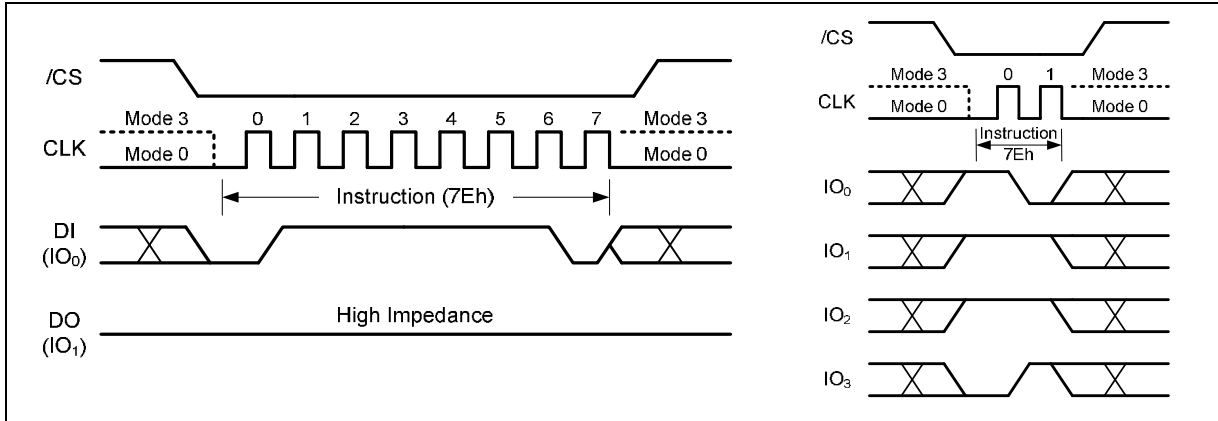 /CS
Mode 3
0 1 2 3 4 5 6 7
Mode 3
CLK
Mode 0
Mode 0
Instruction (7Eh)
DI
(IO₀)
DO
(IO₁)
High Impedance
/CS
Mode 3
0 1
Mode 3
CLK
Mode 0
Mode 0
Instruction
7Eh
IO₀
IO₁
IO₂
IO₃